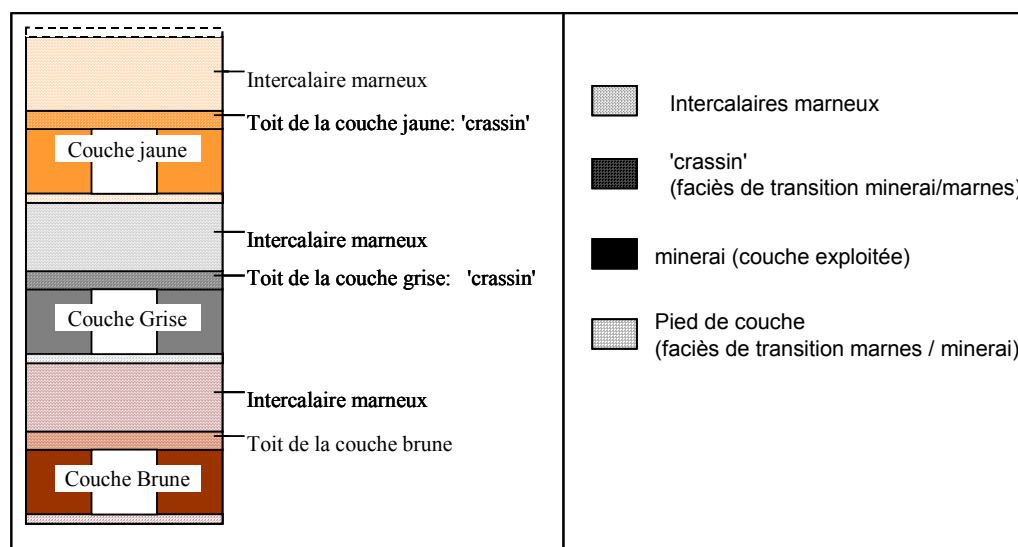 Intercalaire marneux
Toit de la couche jaune: 'crassin'
Couche jaune
Intercalaire marneux
Toit de la couche grise: 'crassin'
Couche Grise
Intercalaire marneux
Toit de la couche brune
Couche Brune
Intercalaires marneux
'crassin'
(faciès de transition minerai/marnes)
minerai (couche exploitée)
Pied de couche
(faciès de transition marnes / minerai)